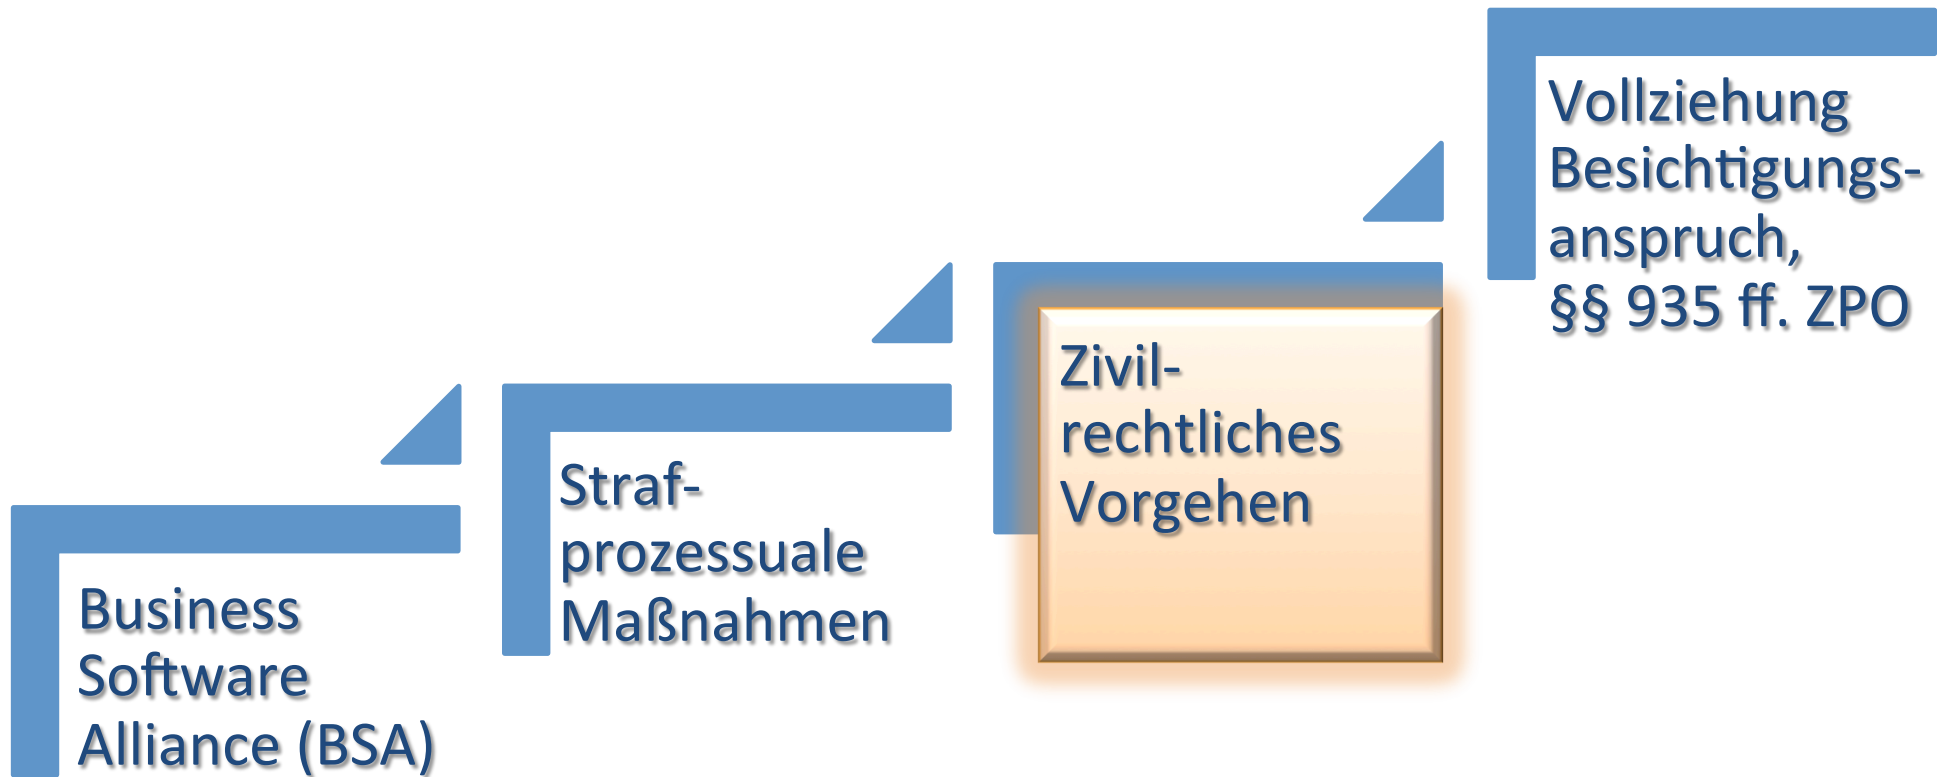 Business
Software
Alliance (BSA)
Straf-
prozessuale
Maßnahmen
Zivil-
rechtliches
Vorgehen
Vollziehung
Besichtigungs-
anspruch,
§§ 935 ff. ZPO